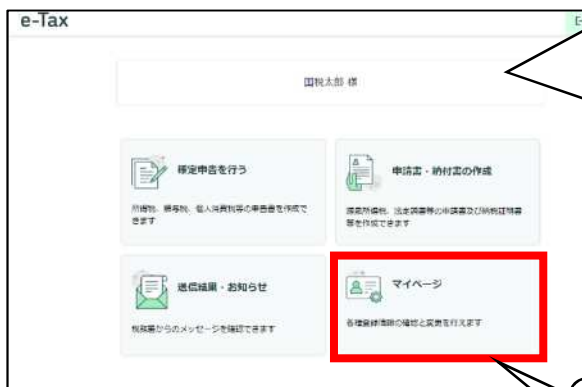 e-Tax
国税太郎 様
確定申告を行う
所得税、贈与税、個人消費税等の申告書を作成で
きます
申請書・納付書の作成
源泉所得税、法定調書等の申請書及び納税証明書
等を作成できます
送信結果・お知らせ
税務署からのメッセージを確認できます
マイページ
各種登録情報の確認と変更を行えます